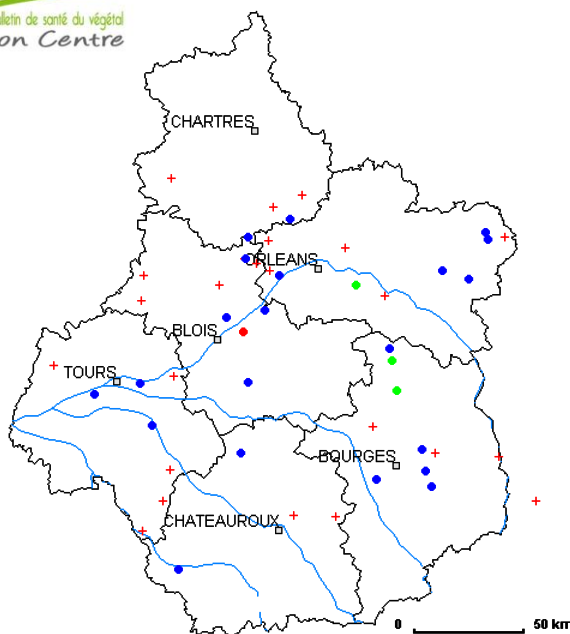 lletin de santé du végétal
on Centre
CHARTRES
ORLEANS
BLOIS
TOURS
BOURGES
CHATEAUROUX
0 50 km